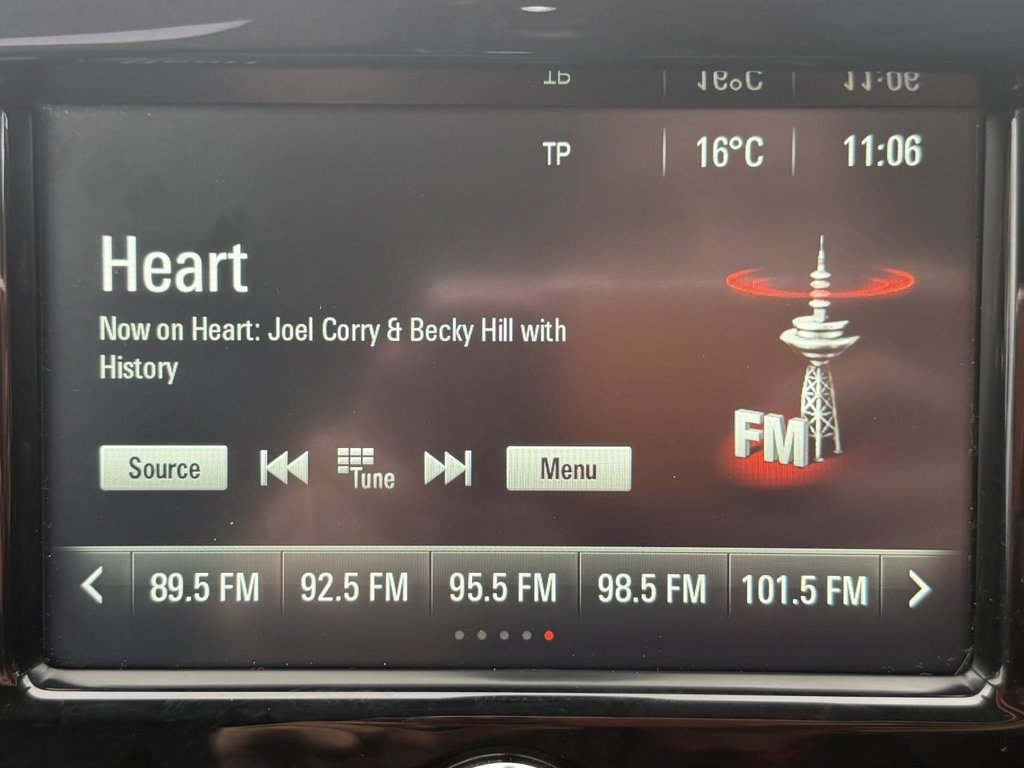 TP 16°C 11:06
Heart
Now on Heart: Joel Corry & Becky Hill with
History
FM
Source Tune Menu
89.5 FM 92.5 FM 95.5 FM 98.5 FM 101.5 FM